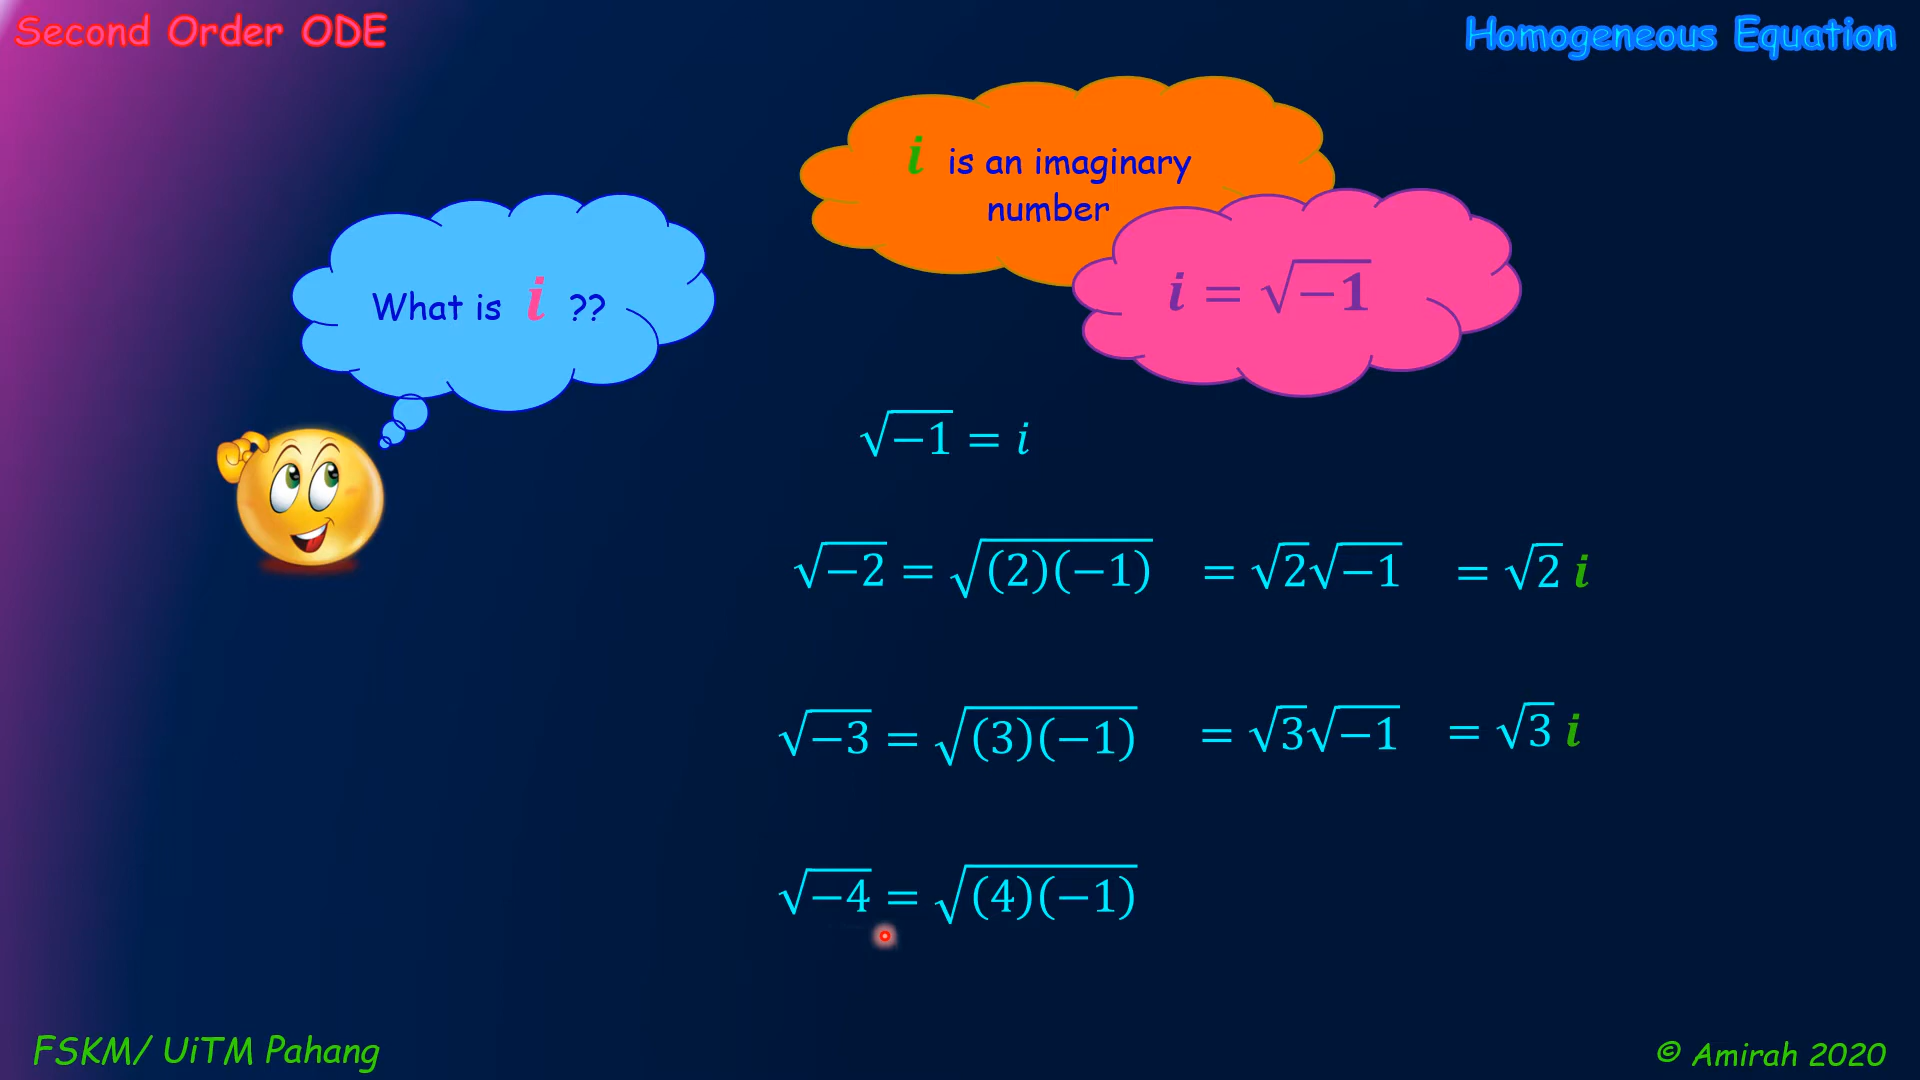 Second Order ODE
Homogeneous Equation
i is an imaginary
number
What is i ??
i = √−1
√−1 = i
√−2 = √(2)(−1) = √2√−1 = √2 i
√−3 = √(3)(−1) = √3√−1 = √3 i
√−4 = √(4)(−1)
FSKM/ UiTM Pahang
© Amirah 2020